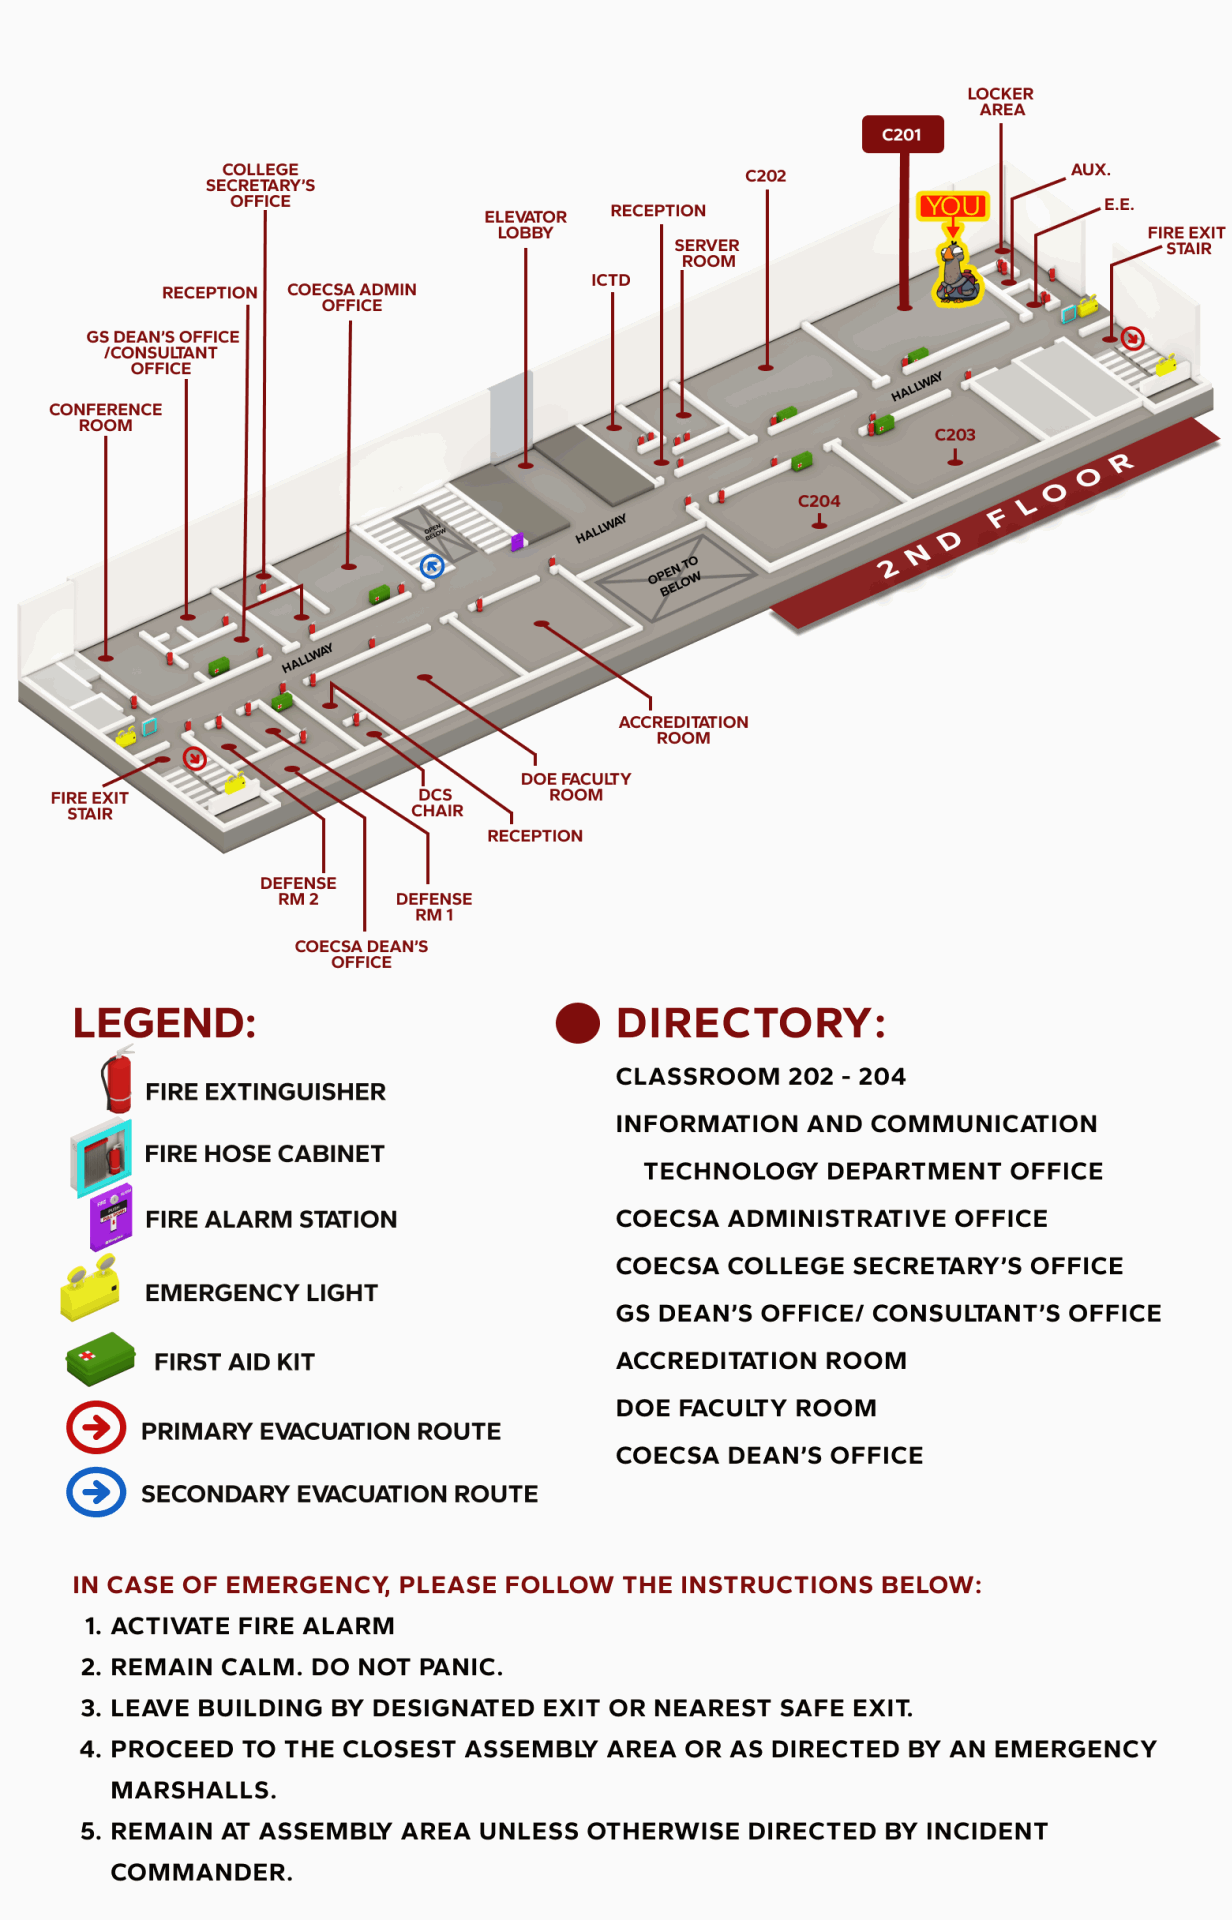 LOCKER
AREA
C201
AUX.
COLLEGE
SECRETARY'S
OFFICE
C202
YOU
E.E.
ELEVATOR
LOBBY
RECEPTION
FIRE EXIT
STAIR
SERVER
ROOM
ICTD
RECEPTION
COECSA ADMIN
OFFICE
GS DEAN'S OFFICE
/CONSULTANT
OFFICE
CONFERENCE
ROOM
HALLWAY
C203
2ND FLOOR
C204
OPEN
BELOW
HALLWAY
OPEN TO
BELOW
HALLWAY
ACCREDITATION
ROOM
DOE FACULTY
ROOM
FIRE EXIT
STAIR
DCS
CHAIR
RECEPTION
DEFENSE
RM 2
DEFENSE
RM 1
COECSA DEAN'S
OFFICE
LEGEND:
FIRE EXTINGUISHER
FIRE HOSE CABINET
FIRE ALARM STATION
EMERGENCY LIGHT
FIRST AID KIT
PRIMARY EVACUATION ROUTE
SECONDARY EVACUATION ROUTE
DIRECTORY:
CLASSROOM 202 - 204
INFORMATION AND COMMUNICATION
TECHNOLOGY DEPARTMENT OFFICE
COECSA ADMINISTRATIVE OFFICE
COECSA COLLEGE SECRETARY'S OFFICE
GS DEAN'S OFFICE/ CONSULTANT'S OFFICE
ACCREDITATION ROOM
DOE FACULTY ROOM
COECSA DEAN'S OFFICE
IN CASE OF EMERGENCY, PLEASE FOLLOW THE INSTRUCTIONS BELOW:
1. ACTIVATE FIRE ALARM
2. REMAIN CALM. DO NOT PANIC.
3. LEAVE BUILDING BY DESIGNATED EXIT OR NEAREST SAFE EXIT.
4. PROCEED TO THE CLOSEST ASSEMBLY AREA OR AS DIRECTED BY AN EMERGENCY
MARSHALLS.
5. REMAIN AT ASSEMBLY AREA UNLESS OTHERWISE DIRECTED BY INCIDENT
COMMANDER.